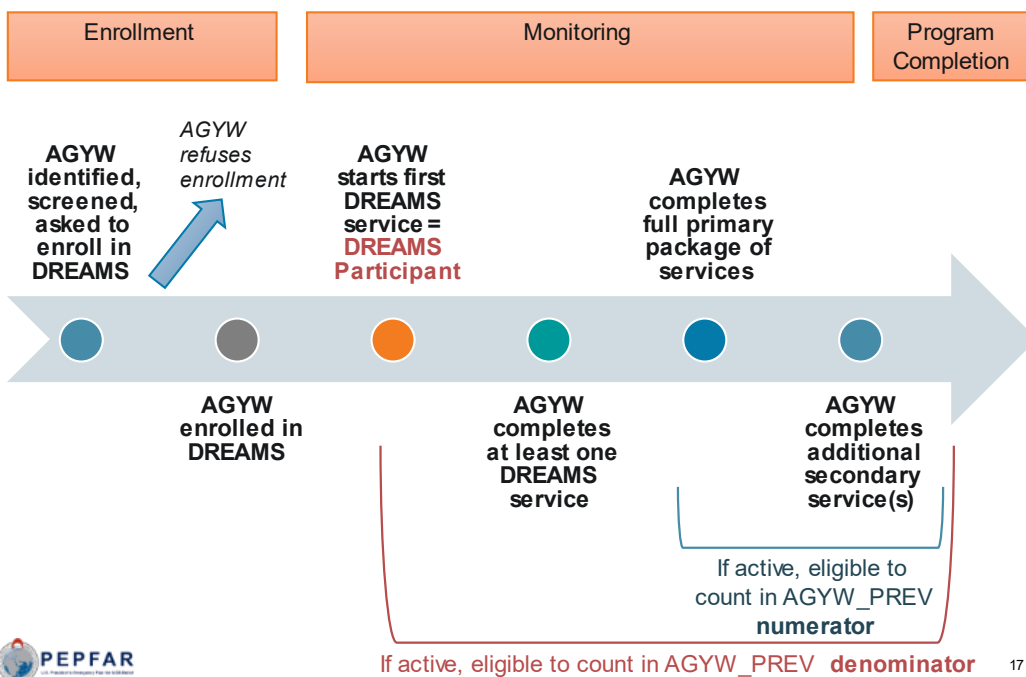 Enrollment
Monitoring
Program
Completion
AGYW
identified,
screened,
asked to
enroll in
DREAMS
AGYW
refuses
enrollment
AGYW
starts first
DREAMS
service =
DREAMS
Participant
AGYW
completes
full primary
package of
services
AGYW
enrolled in
DREAMS
AGYW
completes
at least one
DREAMS
service
AGYW
completes
additional
secondary
service(s)
If active, eligible to
count in AGYW_PREV
numerator
If active, eligible to count in AGYW_PREV denominator
PEPFAR
17